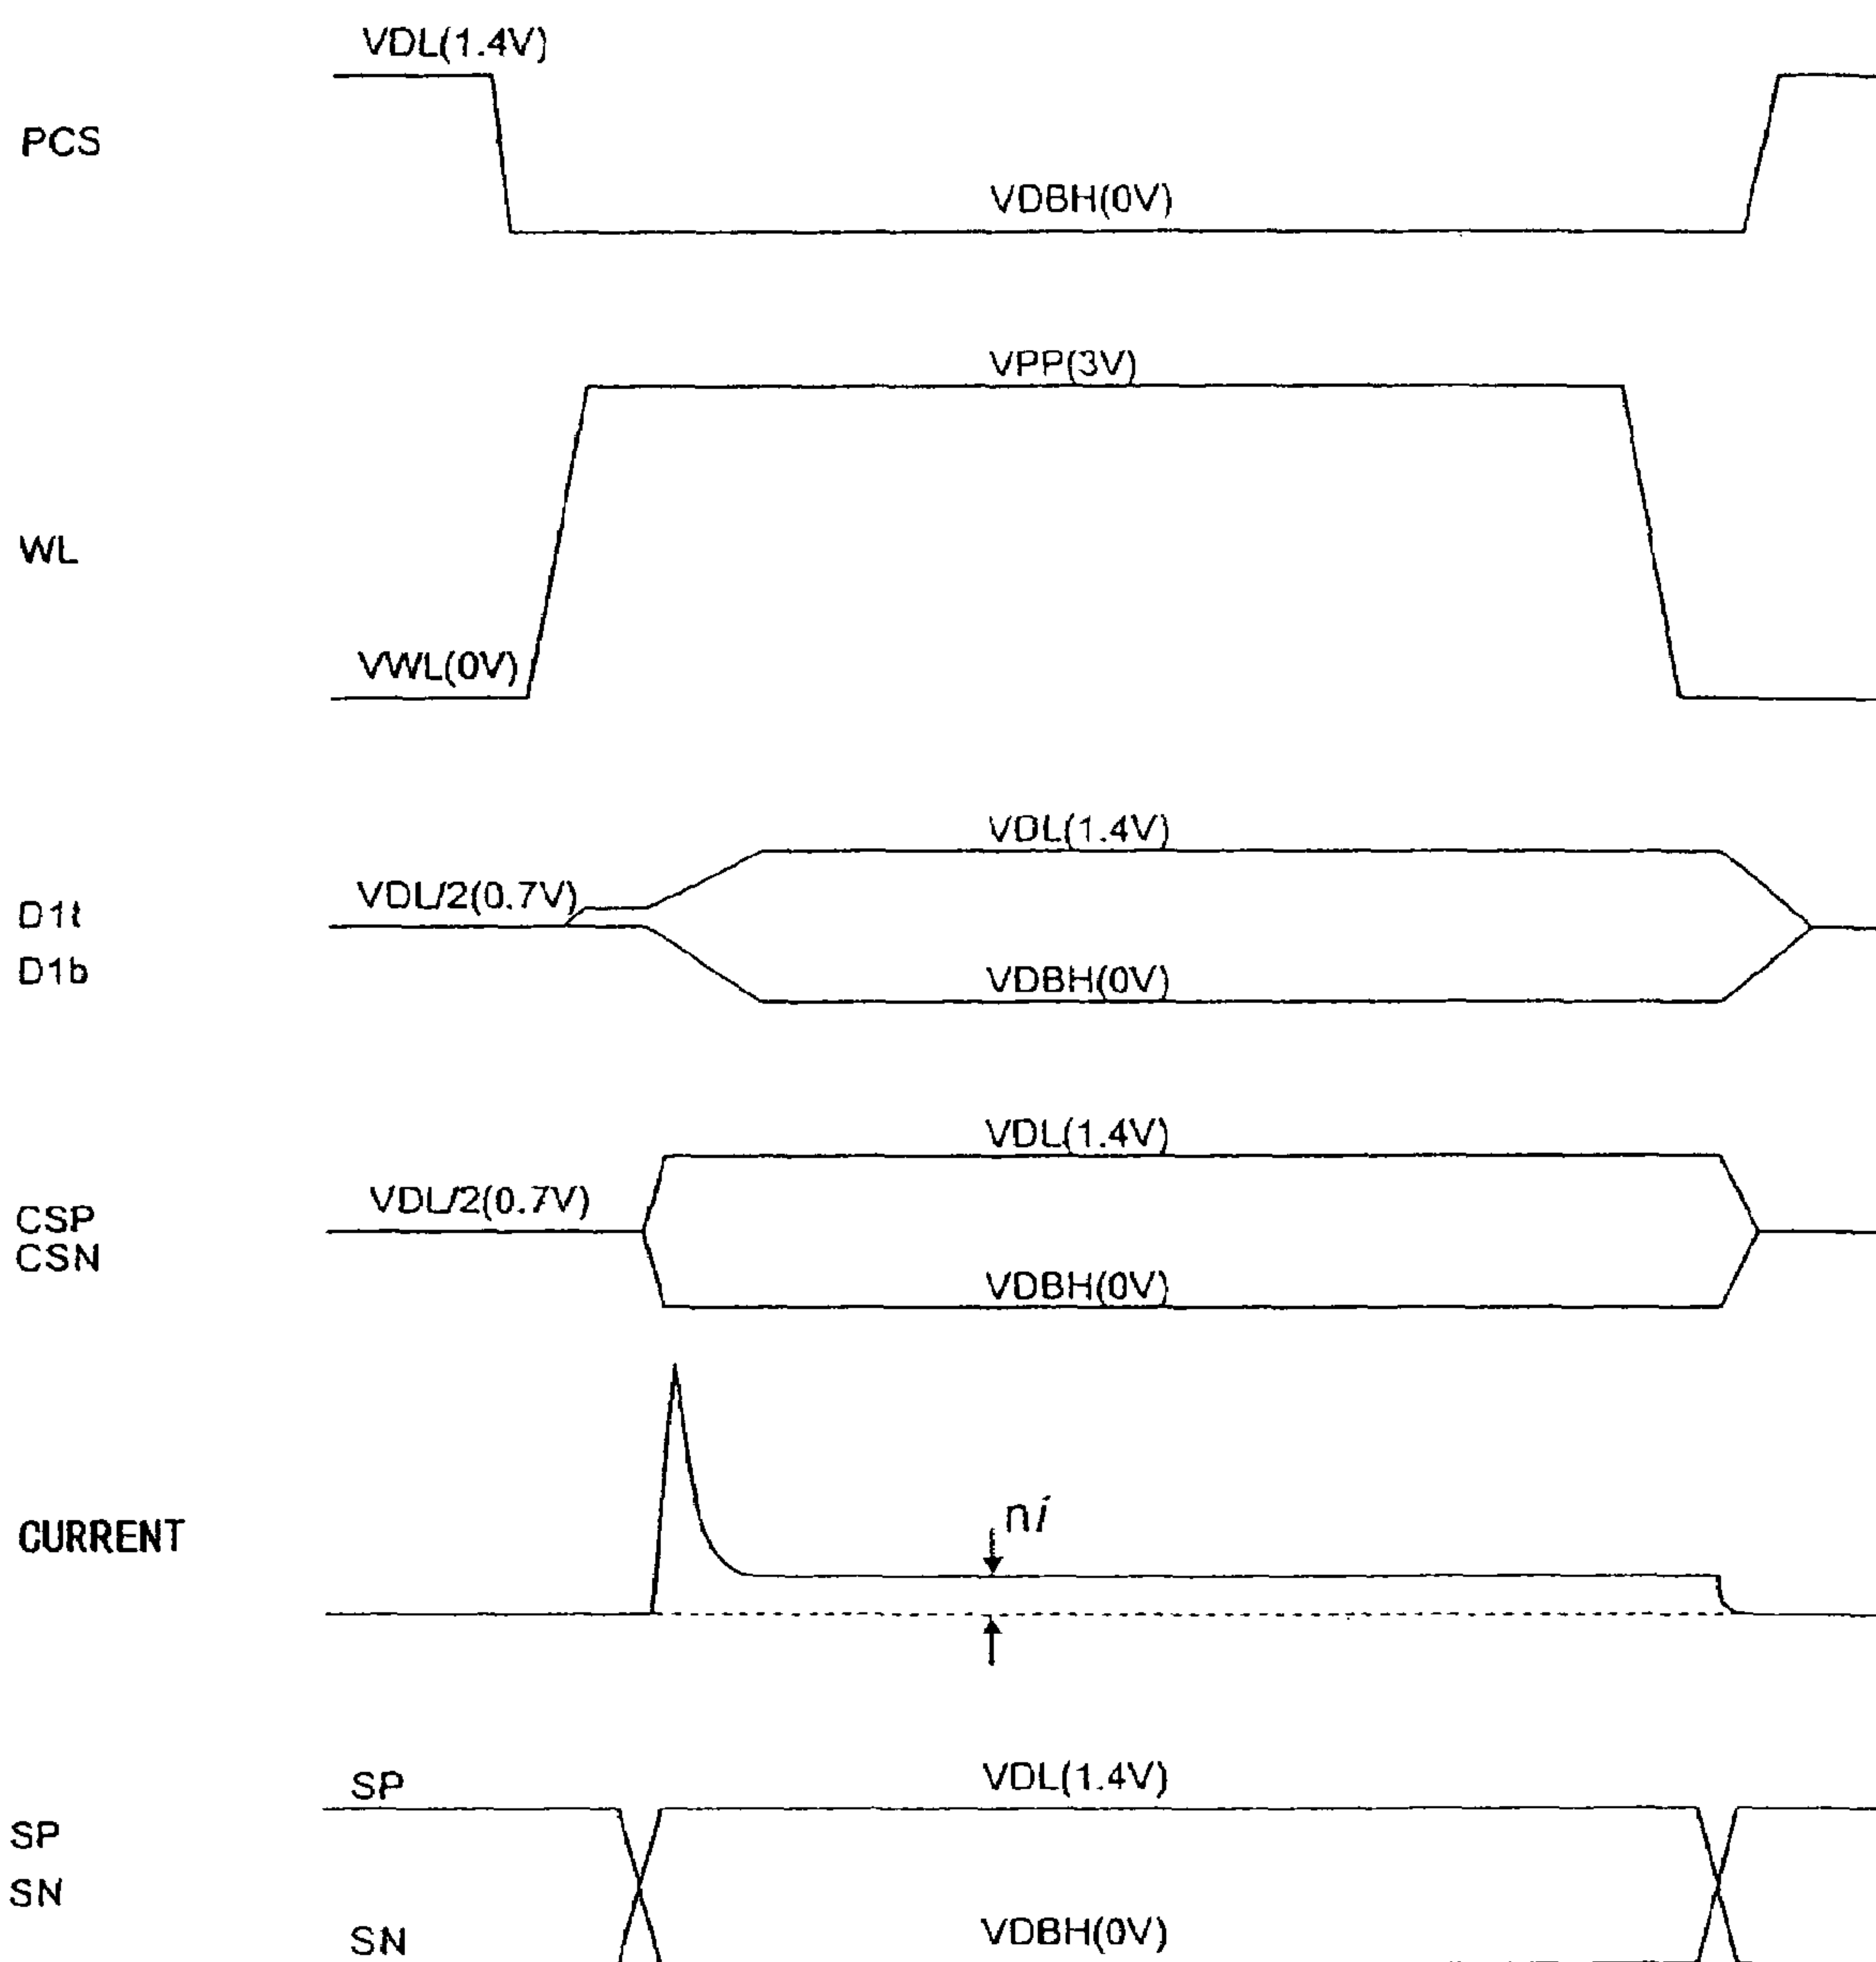 VDL(1.4V)
PCS
VDBH(0V)
VPP(3V)
WL
VWL(0V)
VDL(1.4V)
VDL/2(0.7V)
D1t
D1b
VDBH(0V)
VDL(1.4V)
VDL/2(0.7V)
CSP
CSN
VDBH(0V)
ni
CURRENT
SP
VDL(1.4V)
SP
SN
SN
VDBH(0V)